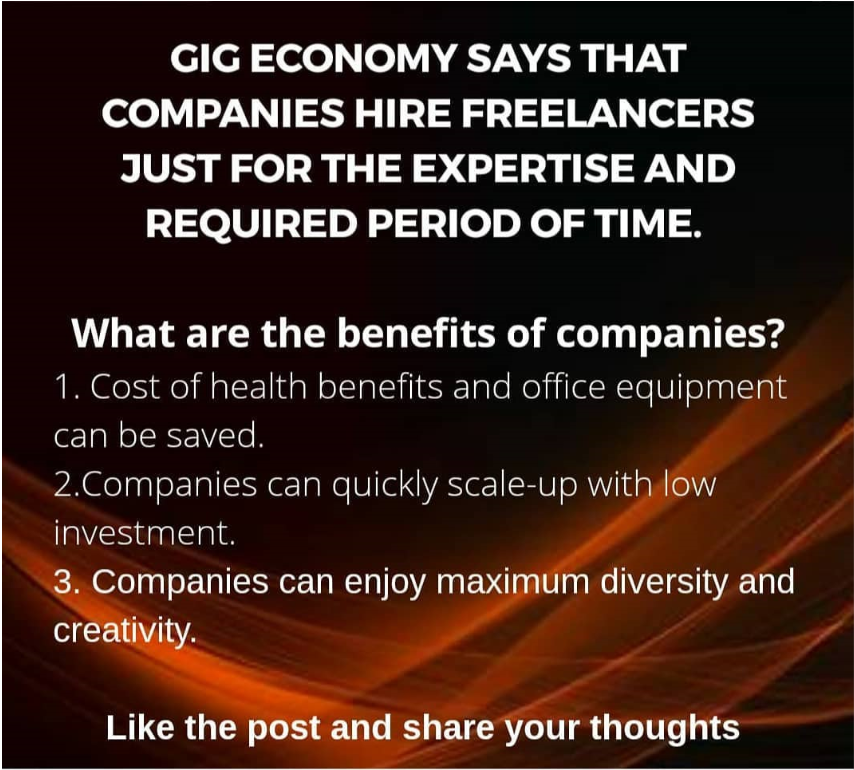 GIG ECONOMY SAYS THAT
COMPANIES HIRE FREELANCERS
JUST FOR THE EXPERTISE AND
REQUIRED PERIOD OF TIME.
What are the benefits of companies?
1. Cost of health benefits and office equipment
can be saved.
2.Companies can quickly scale-up with low
investment.
3. Companies can enjoy maximum diversity and
creativity.
Like the post and share your thoughts